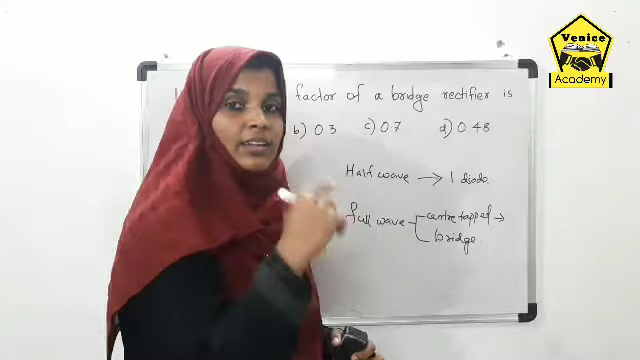 Venice
Academy
factor of a bridge rectifier is
b) 0.3 c) 0.7 d) 0.48
Half wave → 1 diode.
full wave centre tapped →
bridge.